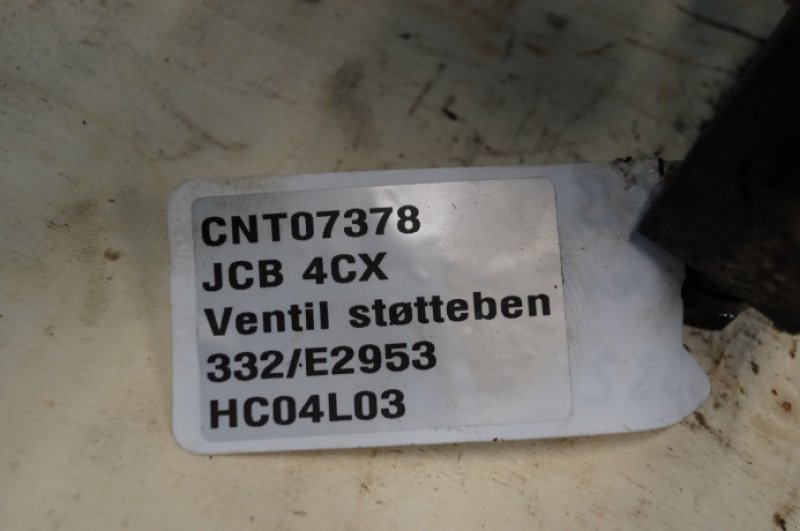 CNT07378
JCB 4CX
Ventil støtteben
332/E2953
HC04L03